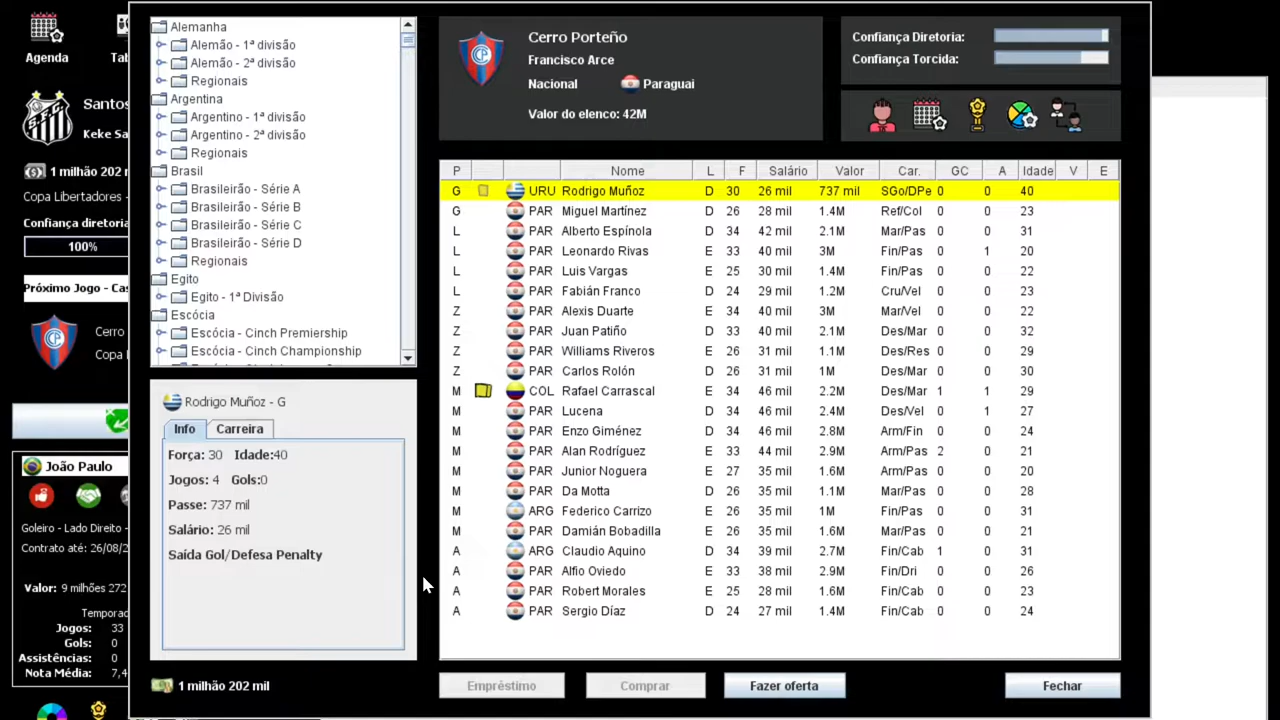 Agenda
Tab
Santos
Keke Sa
1 milhão 202 m
Copa Libertadores -
Confiança diretoria
100%
Próximo Jogo - Cas
Cerro
Copa
João Paulo
Goleiro - Lado Direito -
Contrato até: 26/08/2
Valor: 9 milhões 272
Temporad
Jogos: 33
Gols: 0
Assistências: 0
Nota Média: 7,4
Alemanha
Alemão - 1ª divisão
Alemão - 2ª divisão
Regionais
Argentina
Argentino - 1ª divisão
Argentino - 2ª divisão
Regionais
Brasil
Brasileirão - Série A
Brasileirão - Série B
Brasileirão - Série C
Brasileirão - Série D
Regionais
Egito
Egito - 1ª Divisão
Escócia
Escócia - Cinch Premiership
Escócia - Cinch Championship
Rodrigo Muñoz - G
Info Carreira
Força: 30 Idade:40
Jogos: 4 Gols:0
Passe: 737 mil
Salário: 26 mil
Saída Gol/Defesa Penalty
1 milhão 202 mil
Cerro Porteño
Francisco Arce
Nacional Paraguai
Valor do elenco: 42M
Confiança Diretoria:
Confiança Torcida:
P Nome L F Salário Valor Car. GC A Idade V E
G URU Rodrigo Muñoz D 30 26 mil 737 mil SGo/DPe 0 0 40
G PAR Miguel Martínez D 26 28 mil 1.4M Ref/Col 0 0 23
L PAR Alberto Espínola D 34 42 mil 2.1M Mar/Pas 0 0 31
L PAR Leonardo Rivas E 33 40 mil 3M Fin/Pas 0 1 20
L PAR Luis Vargas E 25 30 mil 1.4M Fin/Pas 0 0 22
L PAR Fabián Franco D 24 29 mil 1.2M Cru/Vel 0 0 23
Z PAR Alexis Duarte E 34 40 mil 3M Mar/Vel 0 0 22
Z PAR Juan Patiño D 33 40 mil 2.1M Des/Mar 0 0 32
Z PAR Williams Riveros E 26 31 mil 1.1M Des/Res 0 0 29
Z PAR Carlos Rolón D 26 31 mil 1M Des/Mar 0 0 30
M COL Rafael Carrascal E 34 46 mil 2.2M Des/Mar 1 1 29
M PAR Lucena D 34 46 mil 2.4M Des/Vel 0 1 27
M PAR Enzo Giménez D 34 46 mil 2.8M Arm/Fin 0 0 24
M PAR Alan Rodríguez E 33 44 mil 2.9M Arm/Pas 2 0 21
M PAR Junior Noguera E 27 35 mil 1.6M Arm/Pas 0 0 20
M PAR Da Motta D 26 35 mil 1.1M Mar/Pas 0 0 28
M ARG Federico Carrizo E 26 35 mil 1M Fin/Pas 0 0 31
M PAR Damián Bobadilla E 26 35 mil 1.6M Mar/Pas 0 0 21
A ARG Claudio Aquino D 34 39 mil 2.7M Fin/Cab 1 0 31
A PAR Alfio Oviedo E 33 38 mil 2.9M Fin/Dri 0 0 26
A PAR Robert Morales E 25 28 mil 1.6M Fin/Cab 0 0 23
A PAR Sergio Díaz D 24 27 mil 1.4M Fin/Cab 0 0 24
Empréstimo Comprar Fazer oferta Fechar